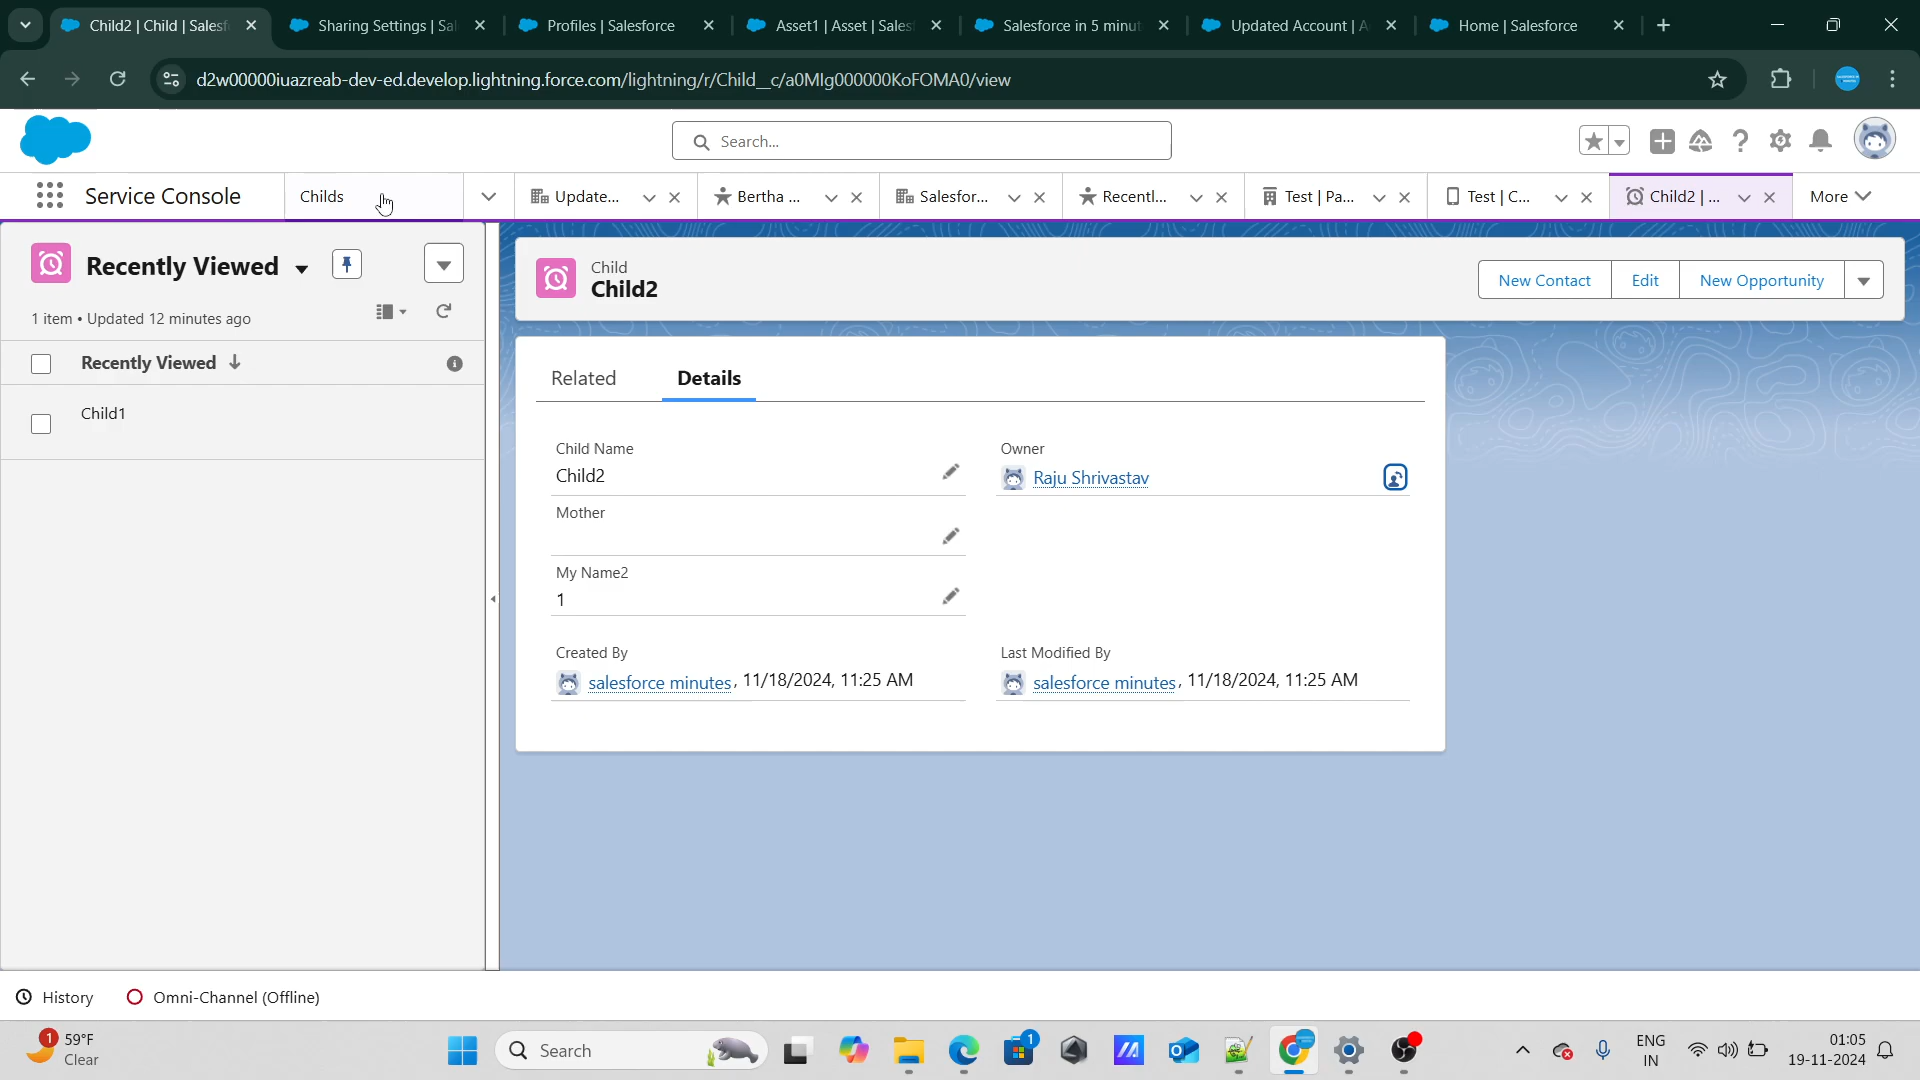 Child2 | Child | Salesf
Sharing Settings | Sal
Profiles | Salesforce
Asset1 | Asset | Sales
Salesforce in 5 minut
Updated Account | A
Home | Salesforce
d2w00000iuazreab-dev-ed.develop.lightning.force.com/lightning/r/Child__c/a0MIg000000KoFOMA0/view
Search...
Service Console
Childs
Update...
Bertha ...
Salesfor...
Recentl...
Test | Pa...
Test | C...
Child2 | ...
More
Recently Viewed
1 item • Updated 12 minutes ago
Recently Viewed
Child1
Child
Child2
New Contact
Edit
New Opportunity
Related
Details
Child Name
Child2
Owner
Raju Shrivastav
Mother
My Name2
1
Created By
salesforce minutes, 11/18/2024, 11:25 AM
Last Modified By
salesforce minutes, 11/18/2024, 11:25 AM
History
Omni-Channel (Offline)
1
59°F
Clear
Search
1
ENG
IN
01:05
19-11-2024